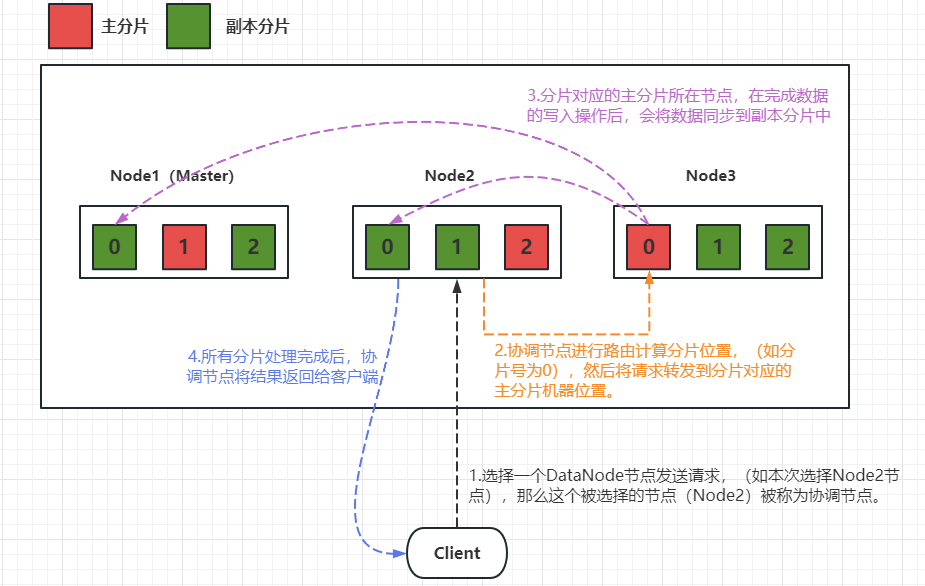 主分片
副本分片
3.分片对应的主分片所在节点，在完成数据
的写入操作后，会将数据同步到副本分片中
Node1（Master）
Node2
Node3
0
1
2
0
1
2
0
1
2
4.所有分片处理完成后，协
调节点将结果返回给客户端
2.协调节点进行路由计算分片位置，（如分
片号为0），然后将请求转发到分片对应的
主分片机器位置。
1.选择一个DataNode节点发送请求，（如本次选择Node2节
点），那么这个被选择的节点（Node2）被称为协调节点。
Client